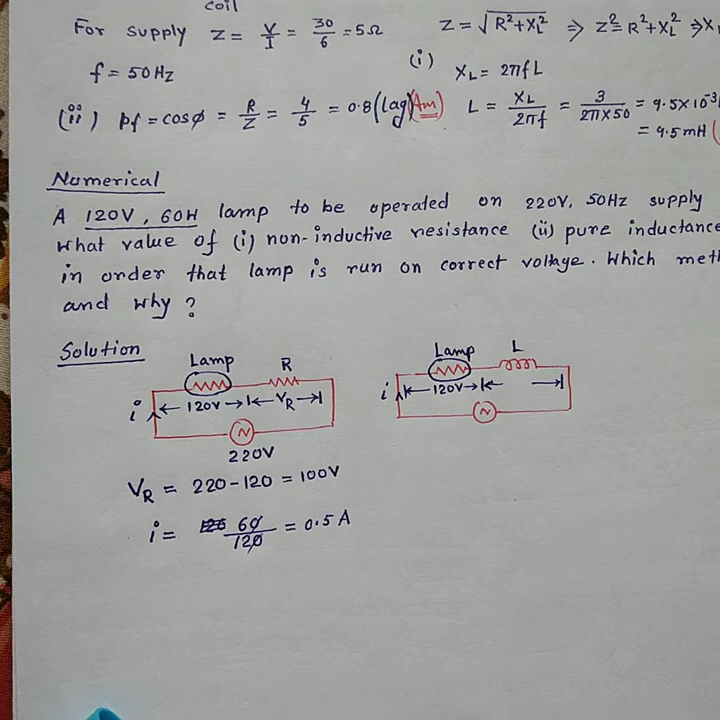 coil
For supply Z = V/I = 30/6 = 5Ω
Z = √R²+X_L² ⇒ Z² = R²+X_L² ⇒ X
f = 50Hz
(i) X_L = 2πfL
(ii) Pf = cosφ = R/Z = 4/5 = 0.8 (Lag) (Am)
L = X_L/2πf = 3/2π×50 = 9.5×10⁻³
= 9.5 mH (
Numerical
A 120V, 60W lamp to be operated on 220V, 50Hz supply
What value of (i) non-inductive resistance (ii) pure inductance
in order that lamp is run on correct voltage. Which met
and why ?
Solution
Lamp R
i 120V V_R
220V
Lamp L
i 120V
V_R = 220 - 120 = 100V
i = 60/120 = 0.5 A